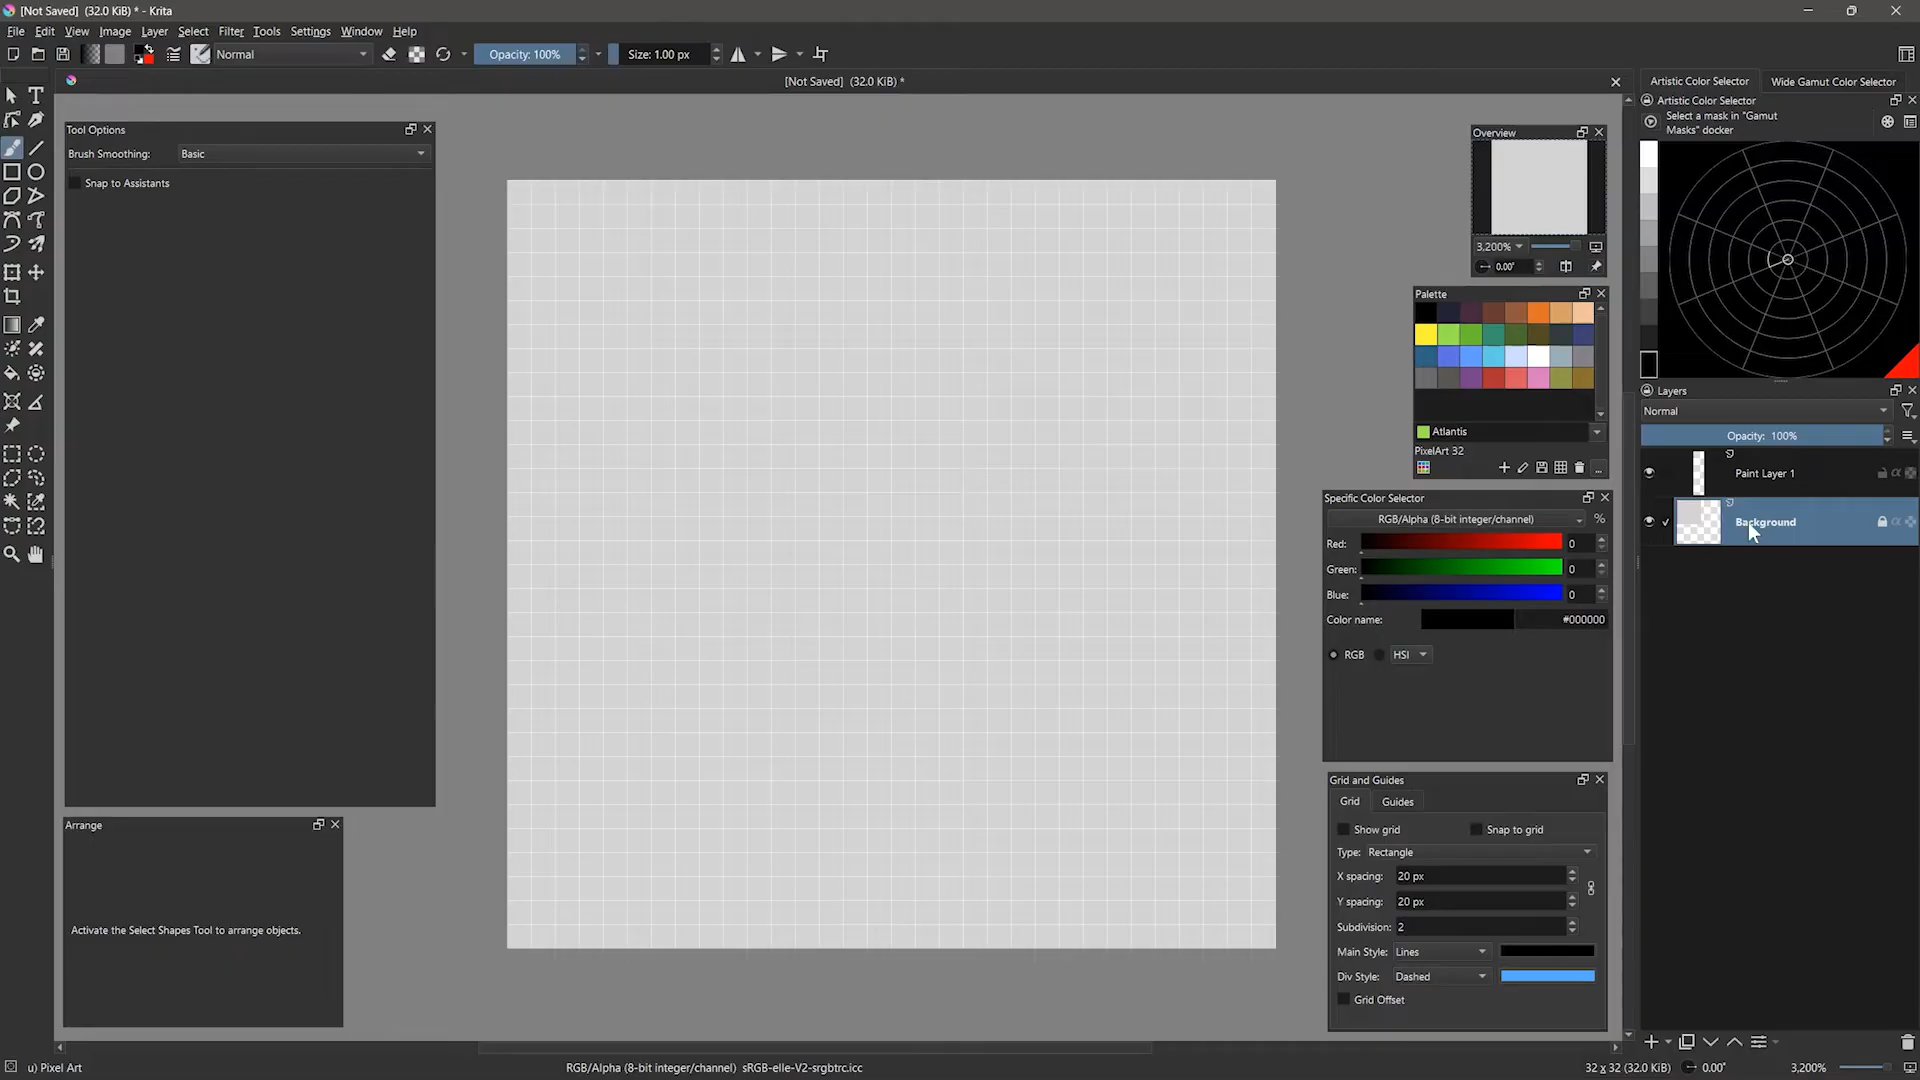 [Not Saved] (32.0 KiB) * - Krita
File Edit View Image Layer Select Filter Tools Settings Window Help
Normal
Opacity: 100%
Size: 1.00 px
[Not Saved] (32.0 KiB) *
Tool Options
Brush Smoothing: Basic
Snap to Assistants
Arrange
Activate the Select Shapes Tool to arrange objects.
Overview
3,200%
0.00°
Palette
Atlantis
PixelArt 32
...
Specific Color Selector
RGB/Alpha (8-bit integer/channel)
%
Red: 0
Green: 0
Blue: 0
Color name: #000000
RGB HSI
Grid and Guides
Grid Guides
Show grid Snap to grid
Type: Rectangle
X spacing: 20 px
Y spacing: 20 px
Subdivision: 2
Main Style: Lines
Div Style: Dashed
Grid Offset
Artistic Color Selector Wide Gamut Color Selector
Artistic Color Selector
Select a mask in "Gamut
Masks" docker
Layers
Normal
Opacity: 100%
Paint Layer 1
Background
u) Pixel Art
RGB/Alpha (8-bit integer/channel) sRGB-elle-V2-srgbtrc.icc
32 x 32 (32.0 KiB)
0.00°
3,200%